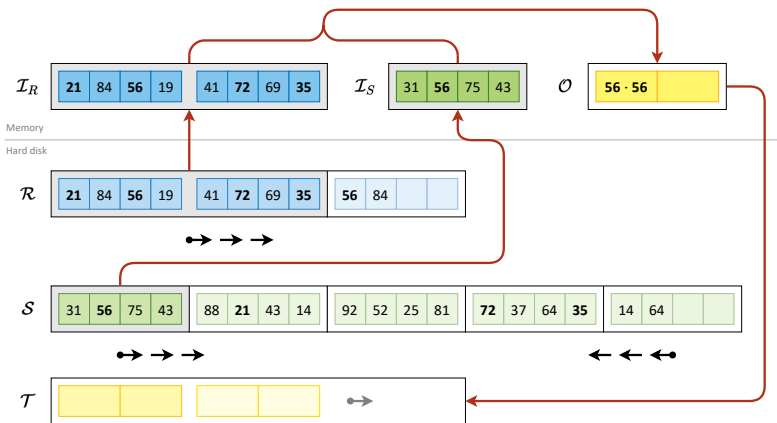 ℐ_R 21 84 56 19 41 72 69 35 ℐ_S 31 56 75 43 𝒪 56 · 56
Memory
Hard disk
ℛ 21 84 56 19 41 72 69 35 56 84
𝒮 31 56 75 43 88 21 43 14 92 52 25 81 72 37 64 35 14 64
𝒯